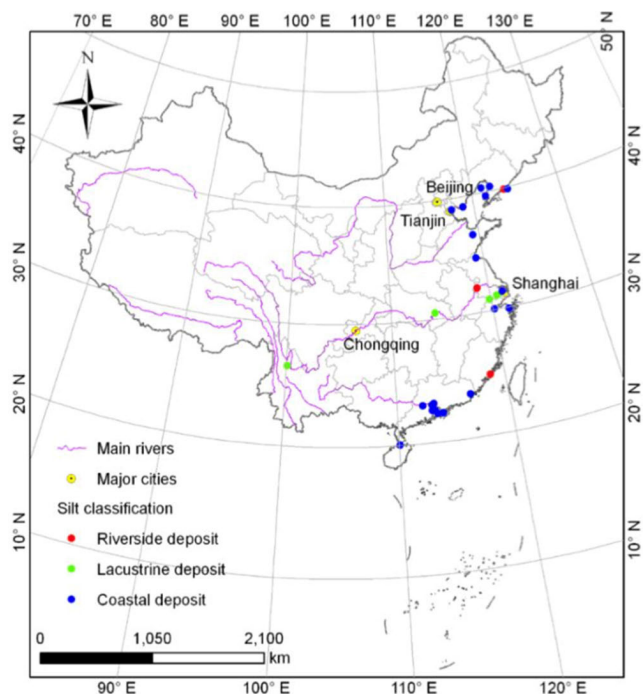 70° E 80° E 90° E 100° E 110° E 120° E 130° E
50° N
N
40° N
40° N
Beijing
Tianjin
30° N
30° N
Shanghai
Chongqing
20° N
20° N
Main rivers
Major cities
Silt classification
Riverside deposit
10° N
10° N
Lacustrine deposit
Coastal deposit
0 1,050 2,100
km
90° E 100° E 110° E 120° E